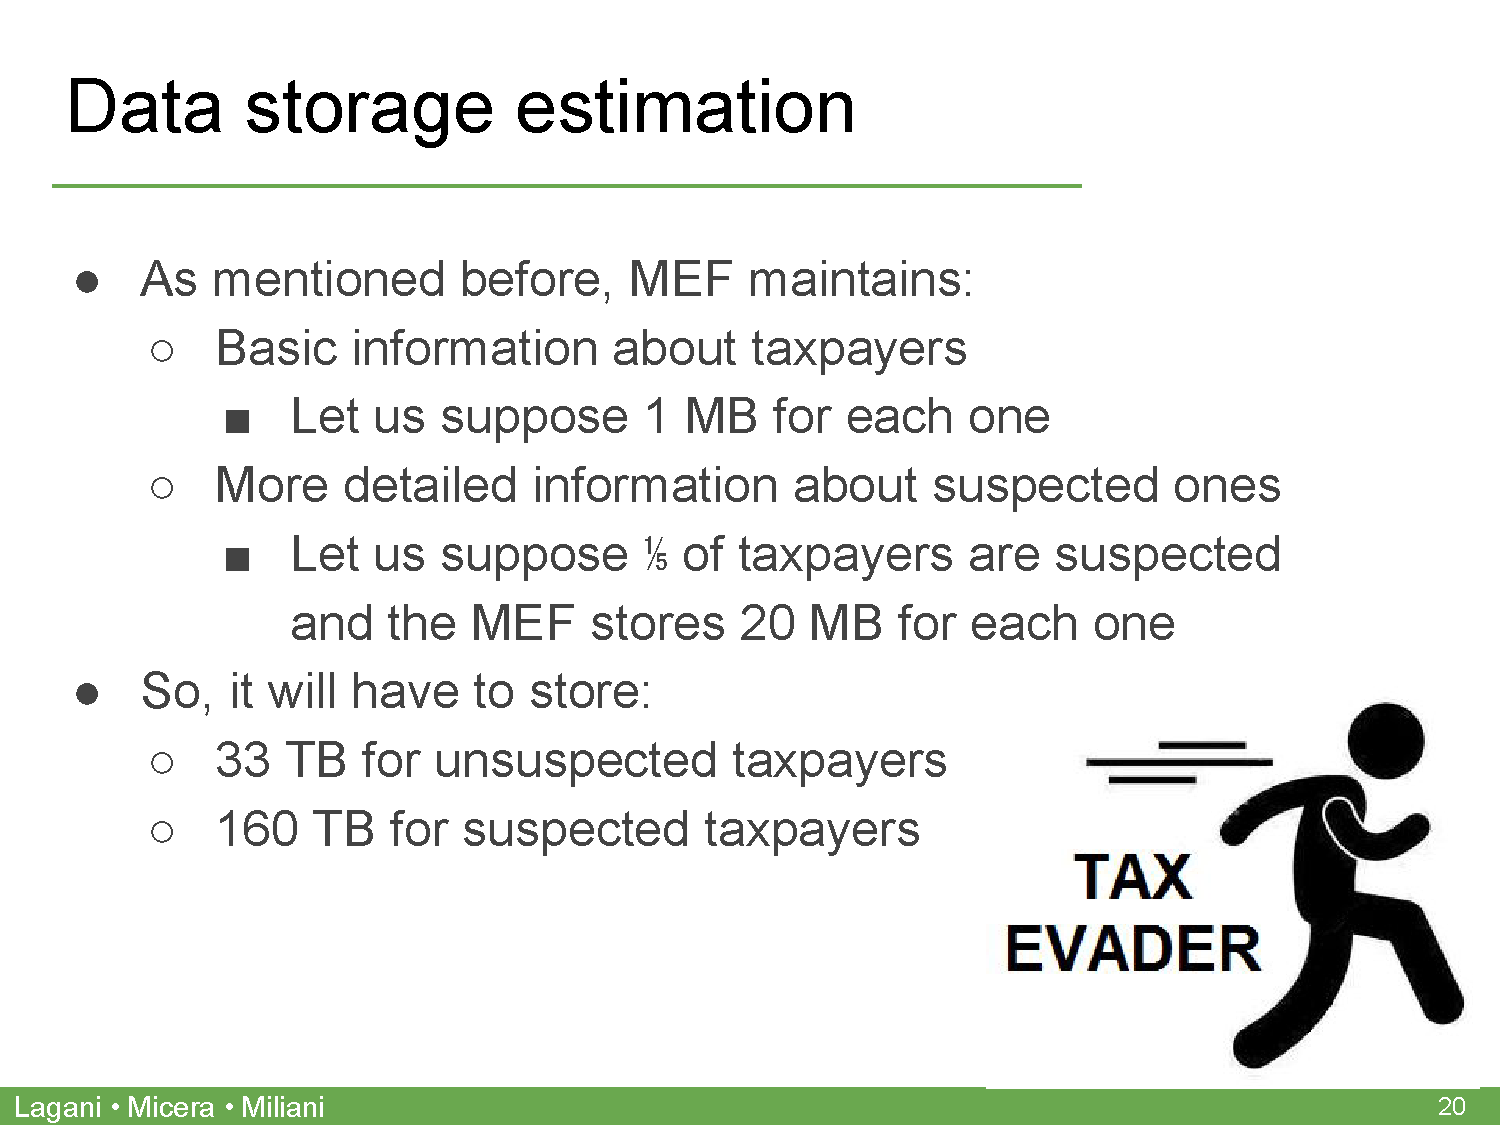 Data storage estimation
● As mentioned before, MEF maintains:
○ Basic information about taxpayers
■ Let us suppose 1 MB for each one
○ More detailed information about suspected ones
■ Let us suppose ⅕ of taxpayers are suspected
and the MEF stores 20 MB for each one
● So, it will have to store:
○ 33 TB for unsuspected taxpayers
○ 160 TB for suspected taxpayers
TAX
EVADER
Lagani • Micera • Miliani
20